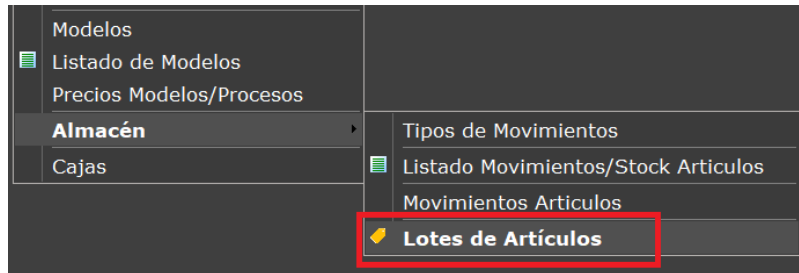 Modelos
Listado de Modelos
Precios Modelos/Procesos
Almacén
Cajas
Tipos de Movimientos
Listado Movimientos/Stock Articulos
Movimientos Articulos
Lotes de Artículos